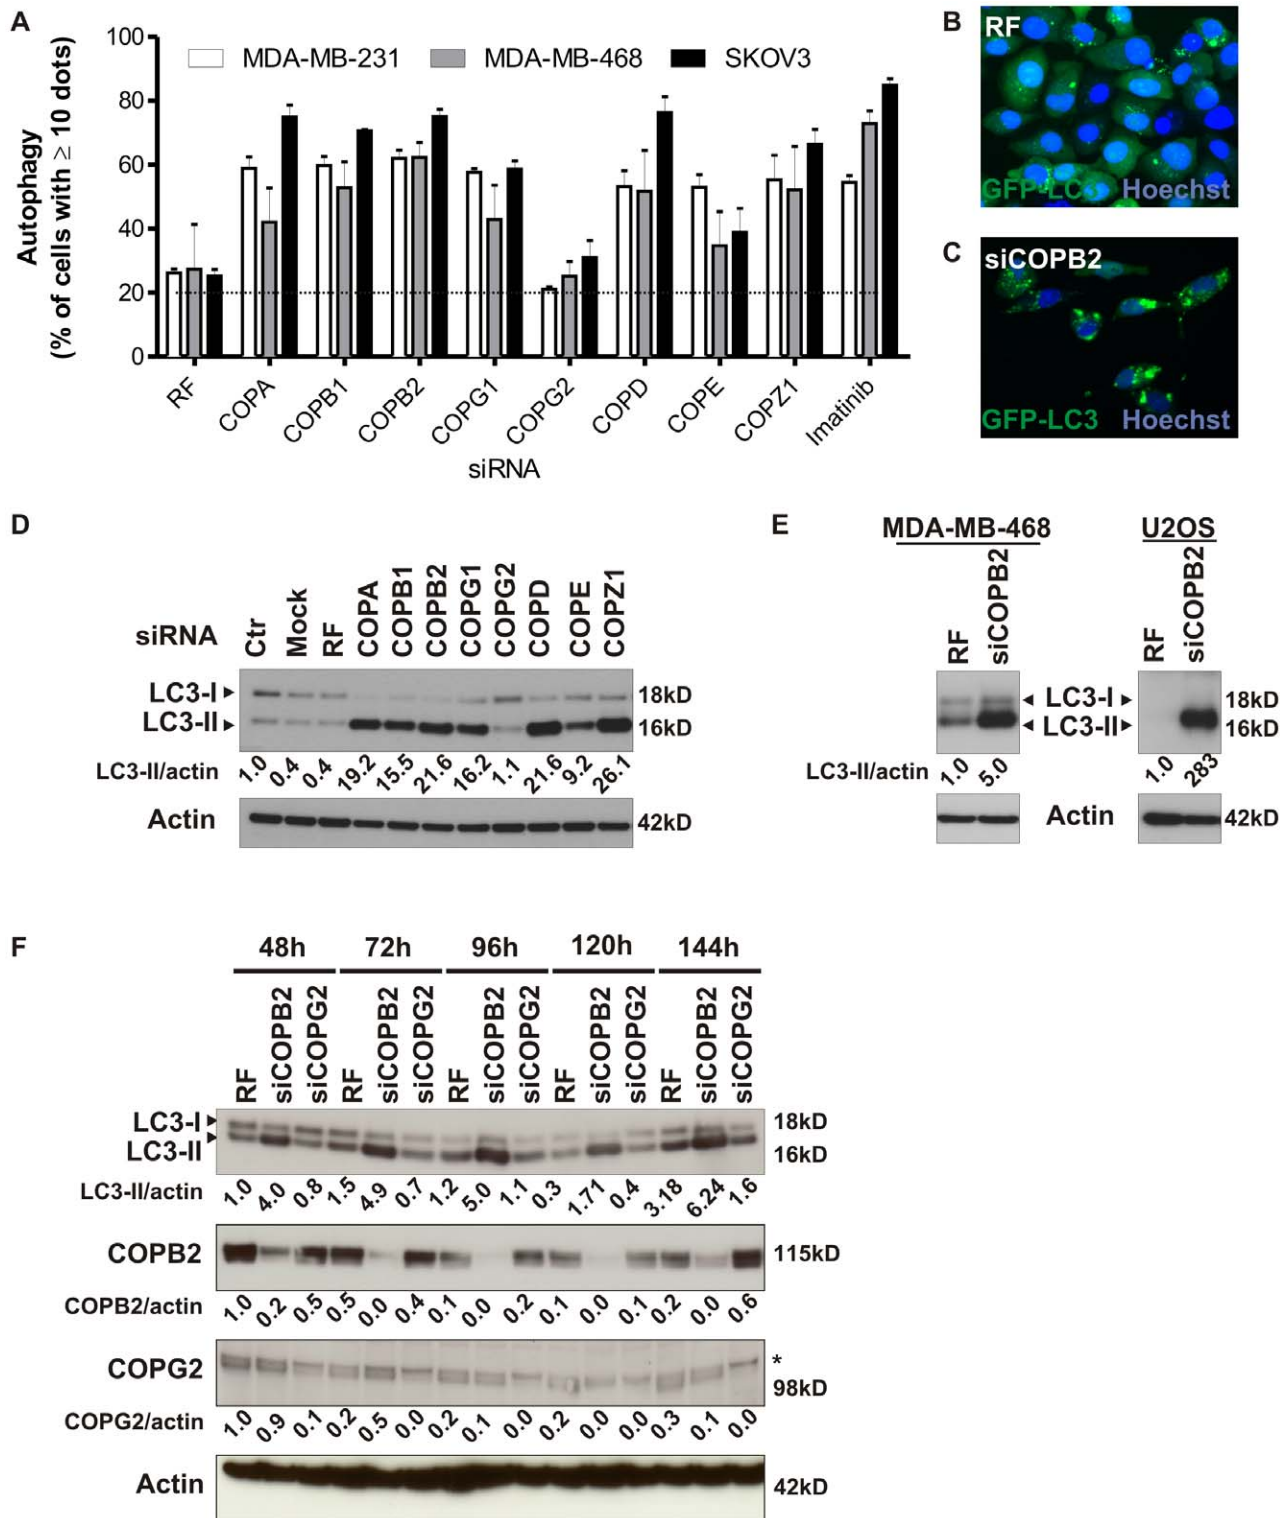 A
Autophagy
(% of cells with ≥ 10 dots)
100
80
60
40
20
0
MDA-MB-231 MDA-MB-468 SKOV3
RF COPA COPB1 COPB2 COPG1 COPG2 COPD COPE COPZ1 Imatinib
siRNA
B
RF
GFP-LC3 Hoechst
C
siCOPB2
GFP-LC3 Hoechst
D
siRNA Ctr Mock RF COPA COPB1 COPB2 COPG1 COPG2 COPD COPE COPZ1
LC3-I 18kD
LC3-II 16kD
LC3-II/actin 1.0 0.4 0.4 19.2 15.5 21.6 16.2 1.1 21.6 9.2 26.1
Actin 42kD
E
MDA-MB-468 U2OS
RF siCOPB2 RF siCOPB2
LC3-I 18kD
LC3-II 16kD
LC3-II/actin 1.0 5.0 1.0 283
Actin 42kD
F
48h 72h 96h 120h 144h
RF siCOPB2 siCOPG2 RF siCOPB2 siCOPG2 RF siCOPB2 siCOPG2 RF siCOPB2 siCOPG2 RF siCOPB2 siCOPG2
LC3-I 18kD
LC3-II 16kD
LC3-II/actin 1.0 4.0 0.8 1.5 4.9 0.7 1.2 5.0 1.1 0.3 1.71 0.4 3.18 6.24 1.6
COPB2 115kD
COPB2/actin 1.0 0.2 0.5 0.5 0.0 0.4 0.1 0.0 0.2 0.1 0.0 0.1 0.2 0.0 0.6
COPG2 * 98kD
COPG2/actin 1.0 0.9 0.1 0.2 0.5 0.0 0.2 0.1 0.0 0.2 0.0 0.0 0.3 0.1 0.0
Actin 42kD